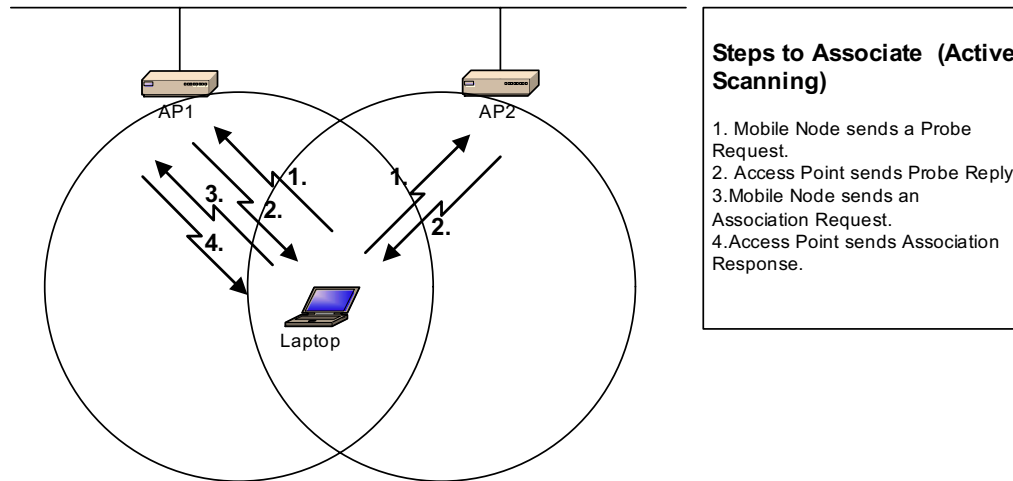 AP1
AP2
1.
2.
3.
4.
1.
2.
Laptop
Steps to Associate (Active
Scanning)
1. Mobile Node sends a Probe
Request.
2. Access Point sends Probe Reply
3.Mobile Node sends an
Association Request.
4.Access Point sends Association
Response.